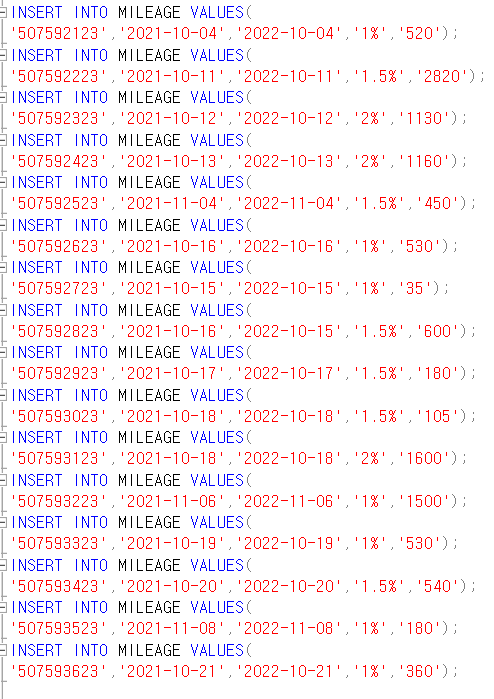 INSERT INTO MILEAGE VALUES(
'507592123','2021-10-04','2022-10-04','1%','520');
INSERT INTO MILEAGE VALUES(
'507592223','2021-10-11','2022-10-11','1.5%','2820');
INSERT INTO MILEAGE VALUES(
'507592323','2021-10-12','2022-10-12','2%','1130');
INSERT INTO MILEAGE VALUES(
'507592423','2021-10-13','2022-10-13','2%','1160');
INSERT INTO MILEAGE VALUES(
'507592523','2021-11-04','2022-11-04','1.5%','450');
INSERT INTO MILEAGE VALUES(
'507592623','2021-10-16','2022-10-16','1%','530');
INSERT INTO MILEAGE VALUES(
'507592723','2021-10-15','2022-10-15','1%','35');
INSERT INTO MILEAGE VALUES(
'507592823','2021-10-16','2022-10-15','1.5%','600');
INSERT INTO MILEAGE VALUES(
'507592923','2021-10-17','2022-10-17','1.5%','180');
INSERT INTO MILEAGE VALUES(
'507593023','2021-10-18','2022-10-18','1.5%','105');
INSERT INTO MILEAGE VALUES(
'507593123','2021-10-18','2022-10-18','2%','1600');
INSERT INTO MILEAGE VALUES(
'507593223','2021-11-06','2022-11-06','1%','1500');
INSERT INTO MILEAGE VALUES(
'507593323','2021-10-19','2022-10-19','1%','530');
INSERT INTO MILEAGE VALUES(
'507593423','2021-10-20','2022-10-20','1.5%','540');
INSERT INTO MILEAGE VALUES(
'507593523','2021-11-08','2022-11-08','1%','180');
INSERT INTO MILEAGE VALUES(
'507593623','2021-10-21','2022-10-21','1%','360');